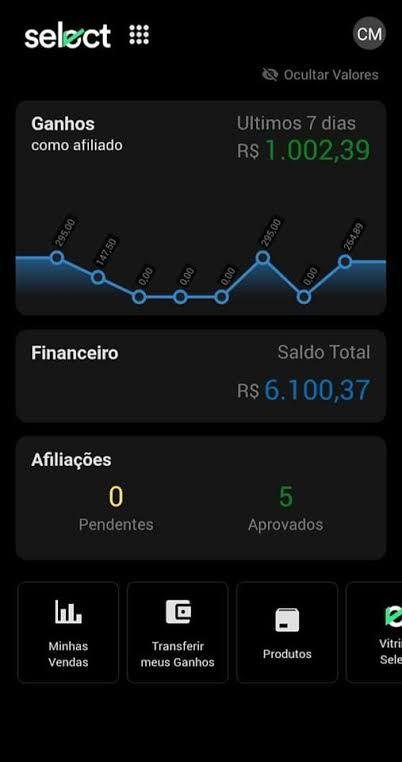 select
CM
Ocultar Valores
Ganhos
como afiliado
Ultimos 7 dias
R$ 1.002,39
295,00
147,50
0,00
0,00
0,00
295,00
0,00
264,89
Financeiro
Saldo Total
R$ 6.100,37
Afiliações
0
Pendentes
5
Aprovados
Minhas
Vendas
Transferir
meus Ganhos
Produtos
Vitri
Sele